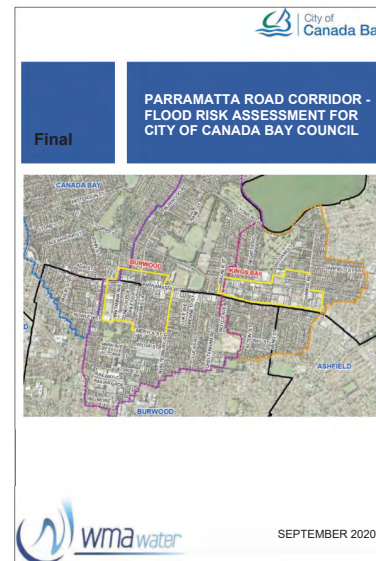 City of
Canada Ba
Final
PARRAMATTA ROAD CORRIDOR -
FLOOD RISK ASSESSMENT FOR
CITY OF CANADA BAY COUNCIL
CANADA BAY
BURWOOD
KINGS BAY
ASHFIELD
BURWOOD
wmawater
SEPTEMBER 2020